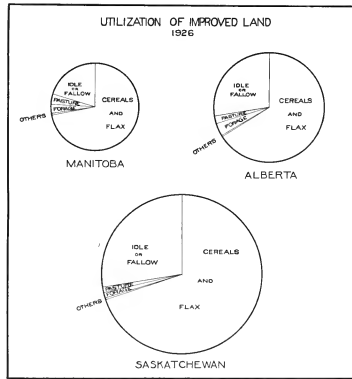 UTILIZATION OF IMPROVED LAND
1926
IDLE
OR
FALLOW
PASTURE
FORAGE
OTHERS
CEREALS
AND
FLAX
MANITOBA
IDLE
OR
FALLOW
PASTURE
FORAGE
OTHERS
CEREALS
AND
FLAX
ALBERTA
IDLE
OR
FALLOW
PASTURE
FORAGE
OTHERS
CEREALS
AND
FLAX
SASKATCHEWAN